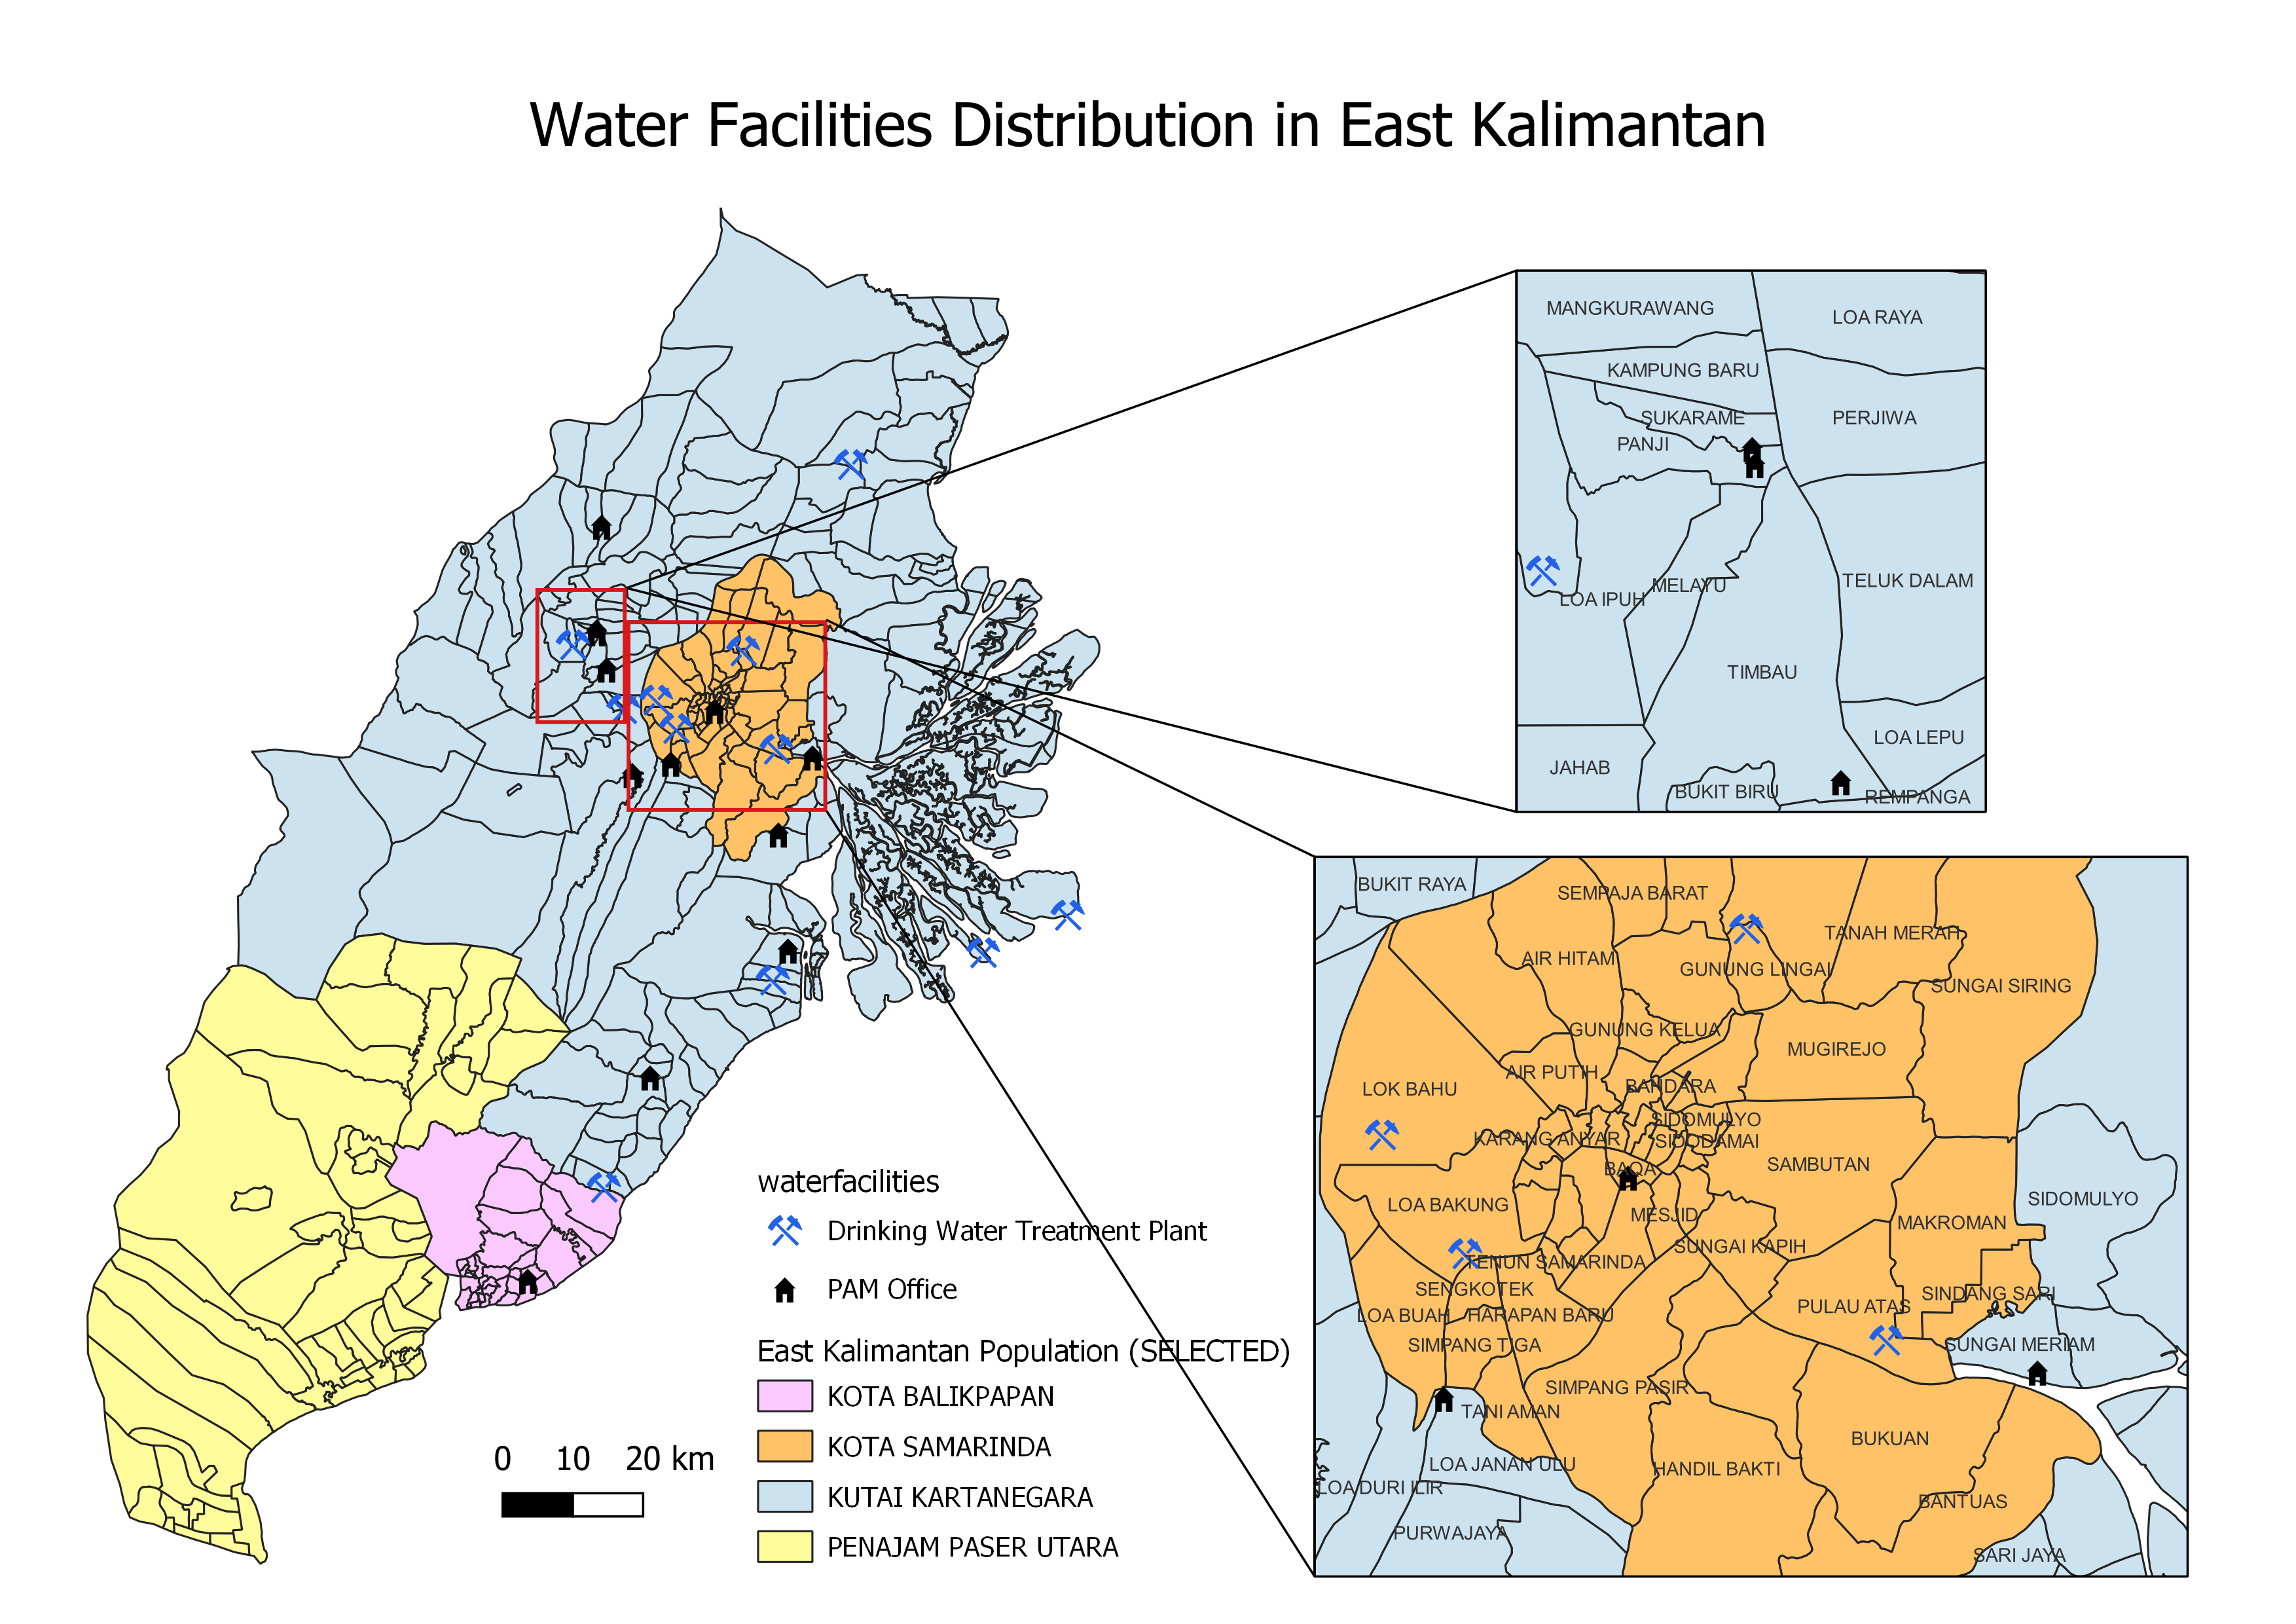 Water Facilities Distribution in East Kalimantan
MANGKURAWANG
LOA RAYA
KAMPUNG BARU
SUKARAME
PERJIWA
PANJI
TELUK DALAM
MELAYU
LOA IPUH
TIMBAU
LOA LEPU
JAHAB
BUKIT BIRU
REMPANGA
BUKIT RAYA
SEMPAJA BARAT
TANAH MERAH
AIR HITAM
GUNUNG LINGAI
SUNGAI SIRING
GUNUNG KELUA
MUGIREJO
AIR PUTIH
LOK BAHU
BANDARA
SIDOMULYO
KARANG ANYAR
SIDODAMAI
BAQA
SAMBUTAN
LOA BAKUNG
SIDOMULYO
MESJID
MAKROMAN
SUNGAI KAPIH
TENUN SAMARINDA
SENGKOTEK
SINDANG SARI
LOA BUAH
HARAPAN BARU
PULAU ATAS
SIMPANG TIGA
SUNGAI MERIAM
SIMPANG PASIR
TANI AMAN
BUKUAN
LOA JANAN ULU
HANDIL BAKTI
LOA DURI ILIR
BANTUAS
PURWAJAYA
SARI JAYA
waterfacilities
Drinking Water Treatment Plant
PAM Office
East Kalimantan Population (SELECTED)
KOTA BALIKPAPAN
KOTA SAMARINDA
KUTAI KARTANEGARA
PENAJAM PASER UTARA
0 10 20 km